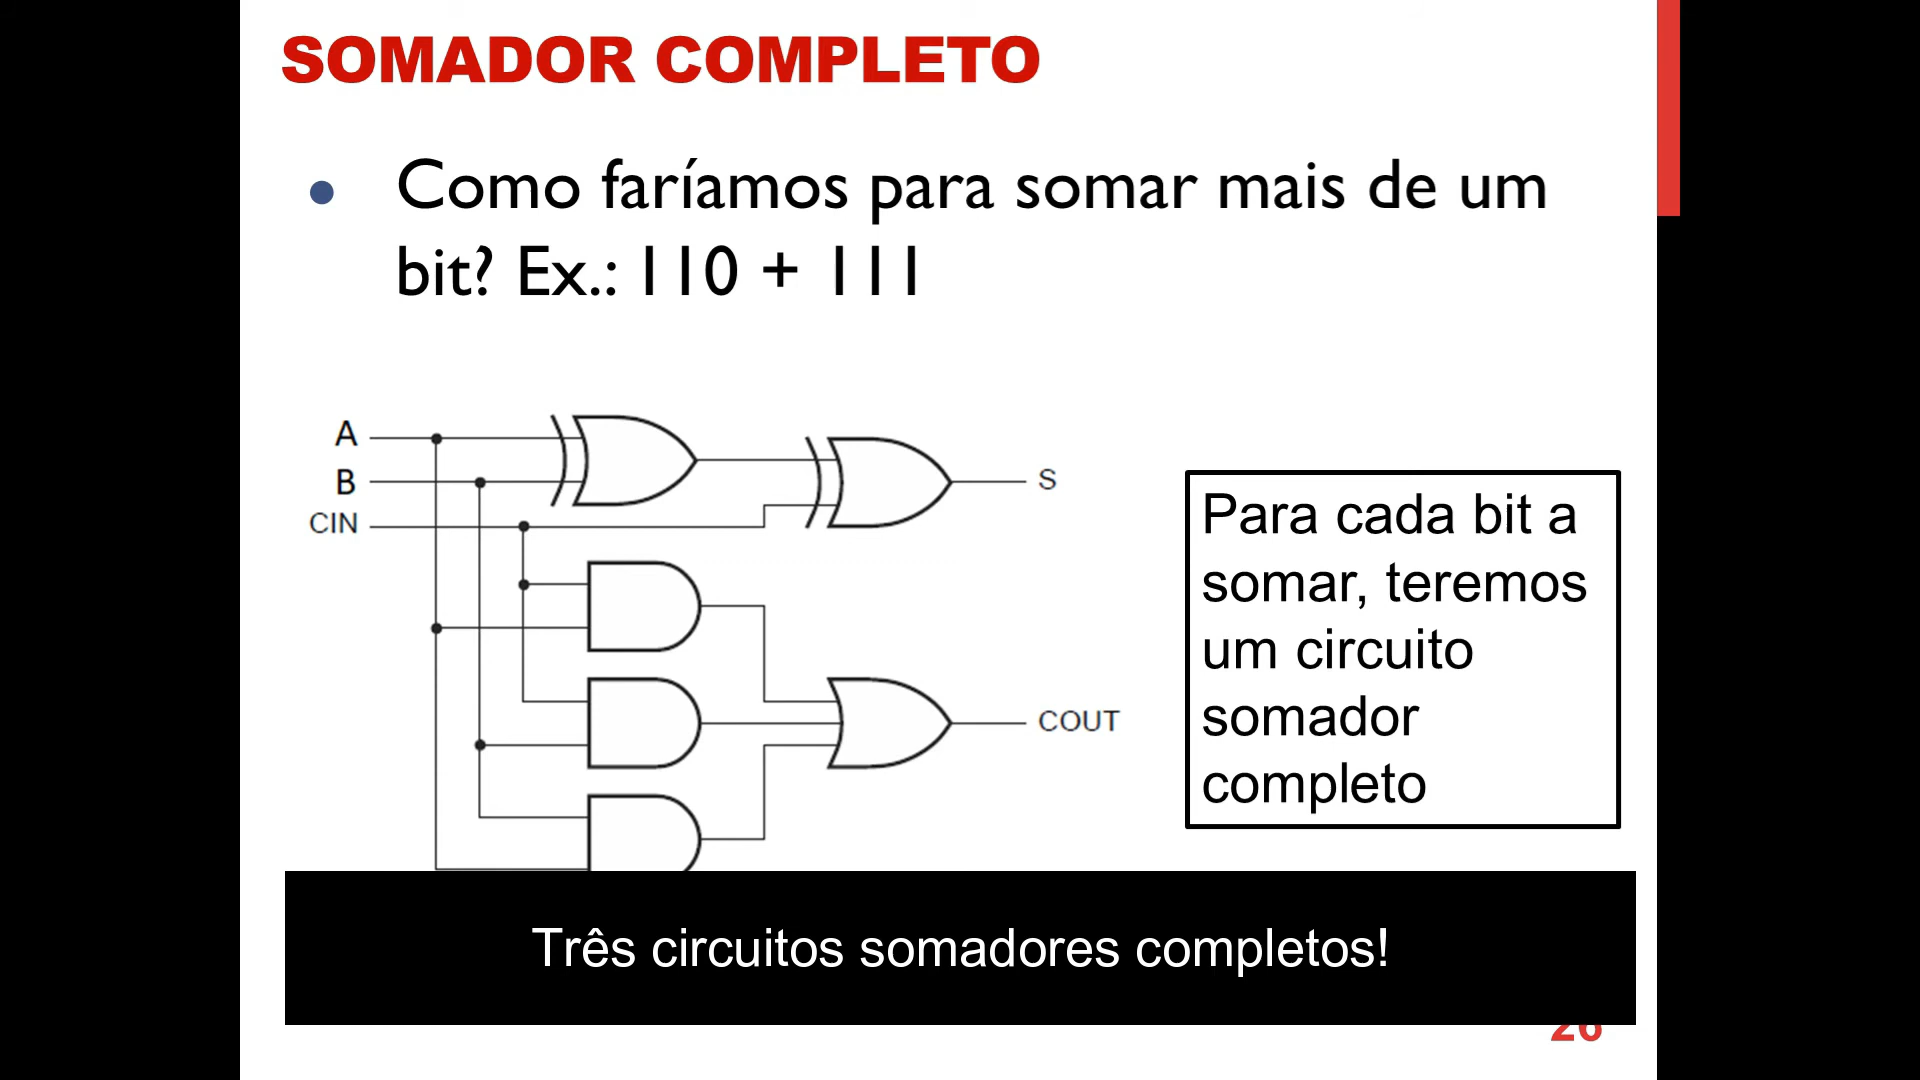 SOMADOR COMPLETO
• Como faríamos para somar mais de um
bit? Ex.: 110 + 111
A
B
CIN
S
COUT
Para cada bit a
somar, teremos
um circuito
somador
completo
Três circuitos somadores completos!
26